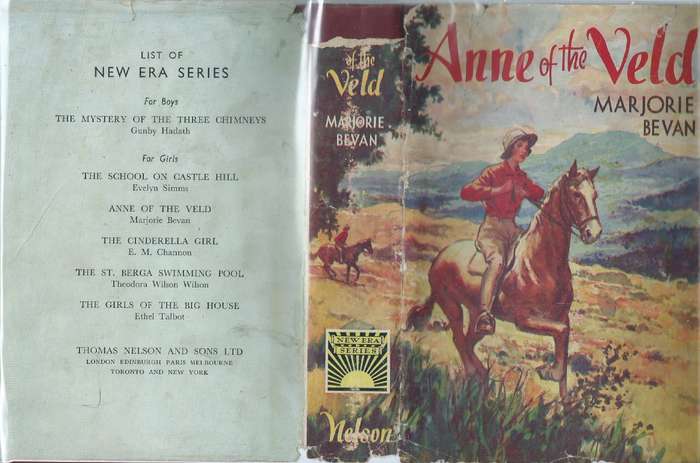 LIST OF
NEW ERA SERIES
For Boys
THE MYSTERY OF THE THREE CHIMNEYS
Gunby Hadath
For Girls
THE SCHOOL ON CASTLE HILL
Evelyn Simms
ANNE OF THE VELD
Marjorie Bevan
THE CINDERELLA GIRL
E. M. Channon
THE ST. BERGA SWIMMING POOL
Theodora Wilson Wilson
THE GIRLS OF THE BIG HOUSE
Ethel Talbot
THOMAS NELSON AND SONS LTD
LONDON EDINBURGH PARIS MELBOURNE
TORONTO AND NEW YORK
of the
Veld
MARJORIE
BEVAN
NEW ERA
SERIES
Nelson
Anne of the Veld
MARJORIE
BEVAN